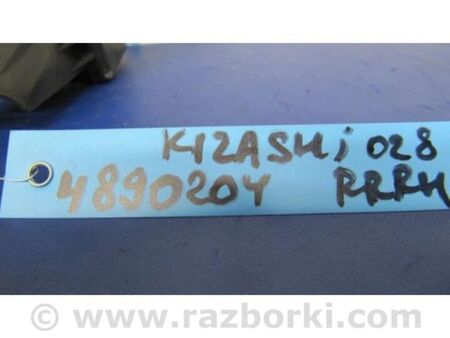 KIZASHi 028
4890204 RRRH
© www.razborki.com